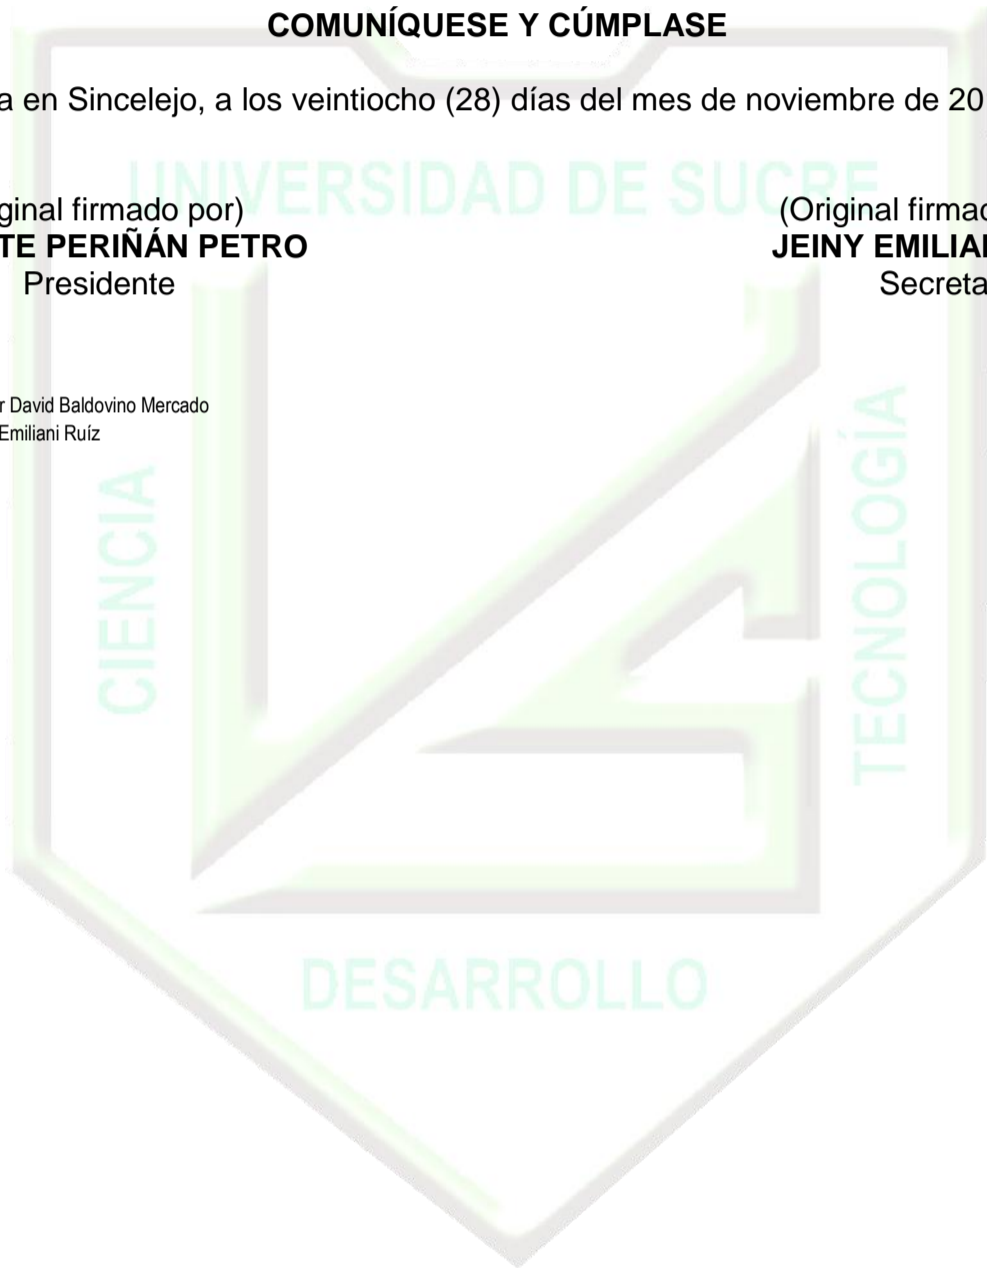 COMUNÍQUESE Y CÚMPLASE
a en Sincelejo, a los veintiocho (28) días del mes de noviembre de 20
UNIVERSIDAD DE SUCRE
ginal firmado por) (Original firmad
TE PERIÑÁN PETRO JEINY EMILIA
Presidente Secreta
r David Baldovino Mercado
Emiliani Ruíz
CIENCIA
TECNOLOGÍA
DESARROLLO